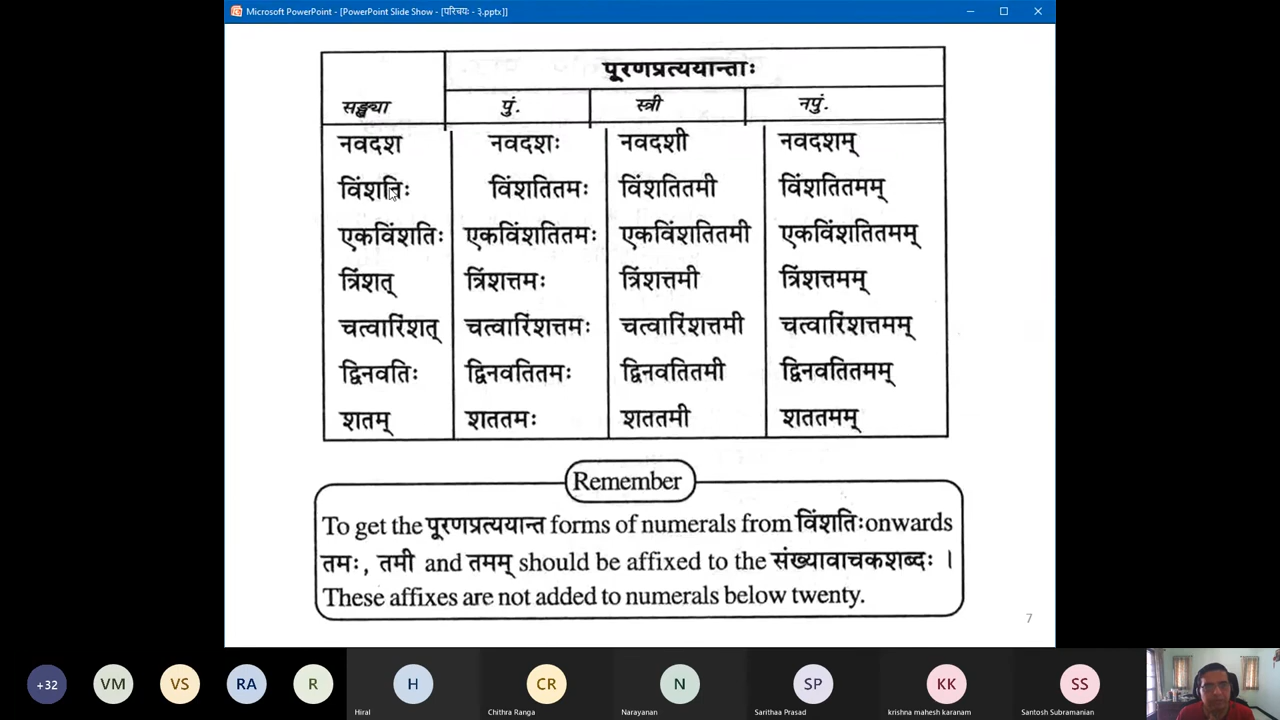 Microsoft PowerPoint - [PowerPoint Slide Show - [परिचयः - ३.pptx]]
पूरणप्रत्ययान्ताः
सङ्ख्या पुं. स्त्री नपुं.
नवदश नवदशः नवदशी नवदशम्
विंशतिः विंशतितमः विंशतितमी विंशतितमम्
एकविंशतिः एकविंशतितमः एकविंशतितमी एकविंशतितमम्
त्रिंशत् त्रिंशत्तमः त्रिंशत्तमी त्रिंशत्तमम्
चत्वारिंशत् चत्वारिंशत्तमः चत्वारिंशत्तमी चत्वारिंशत्तमम्
द्विनवतिः द्विनवतितमः द्विनवतितमी द्विनवतितमम्
शतम् शततमः शततमी शततमम्
Remember
To get the पूरणप्रत्ययान्त forms of numerals from विंशतिः onwards
तमः, तमी and तमम् should be affixed to the संख्यावाचकशब्दः ।
These affixes are not added to numerals below twenty.
7
+32 VM VS RA R H CR N SP KK SS
Hiral Chithra Ranga Narayanan Sarithaa Prasad krishna mahesh karanam Santosh Subramanian